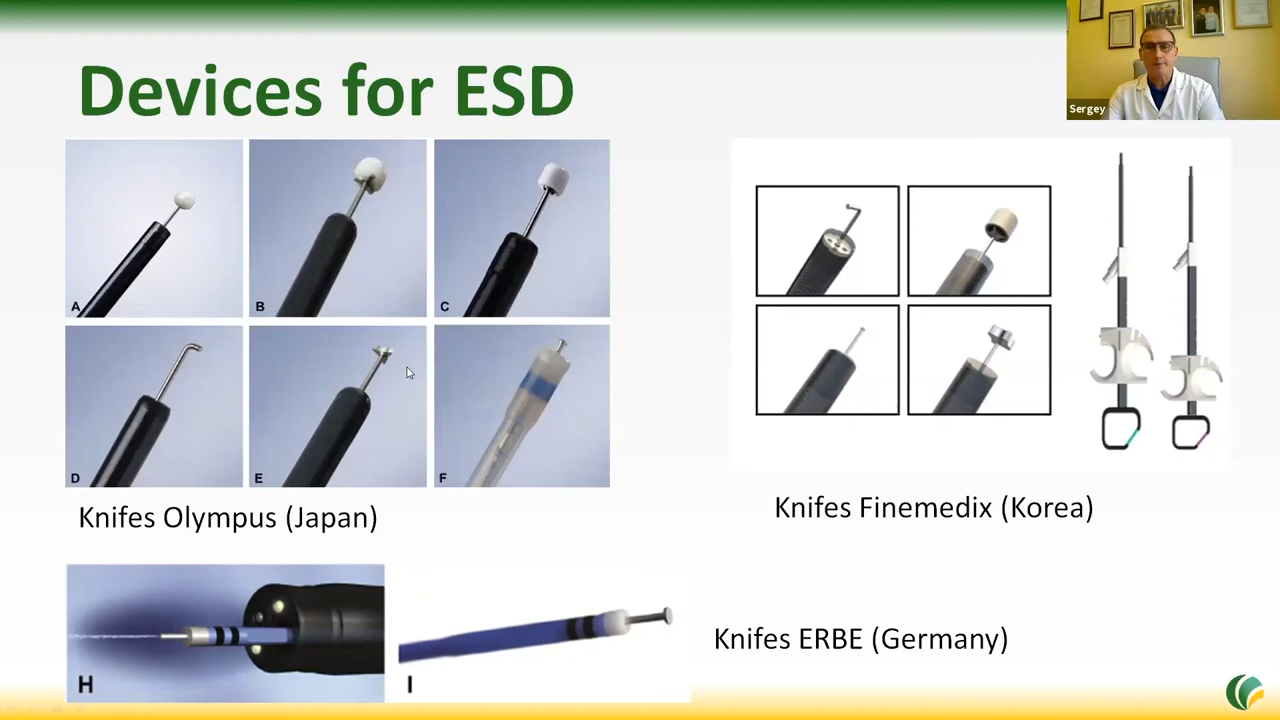 Devices for ESD
Sergey
A
B
C
D
E
F
Knifes Olympus (Japan)
Knifes Finemedix (Korea)
H
I
Knifes ERBE (Germany)